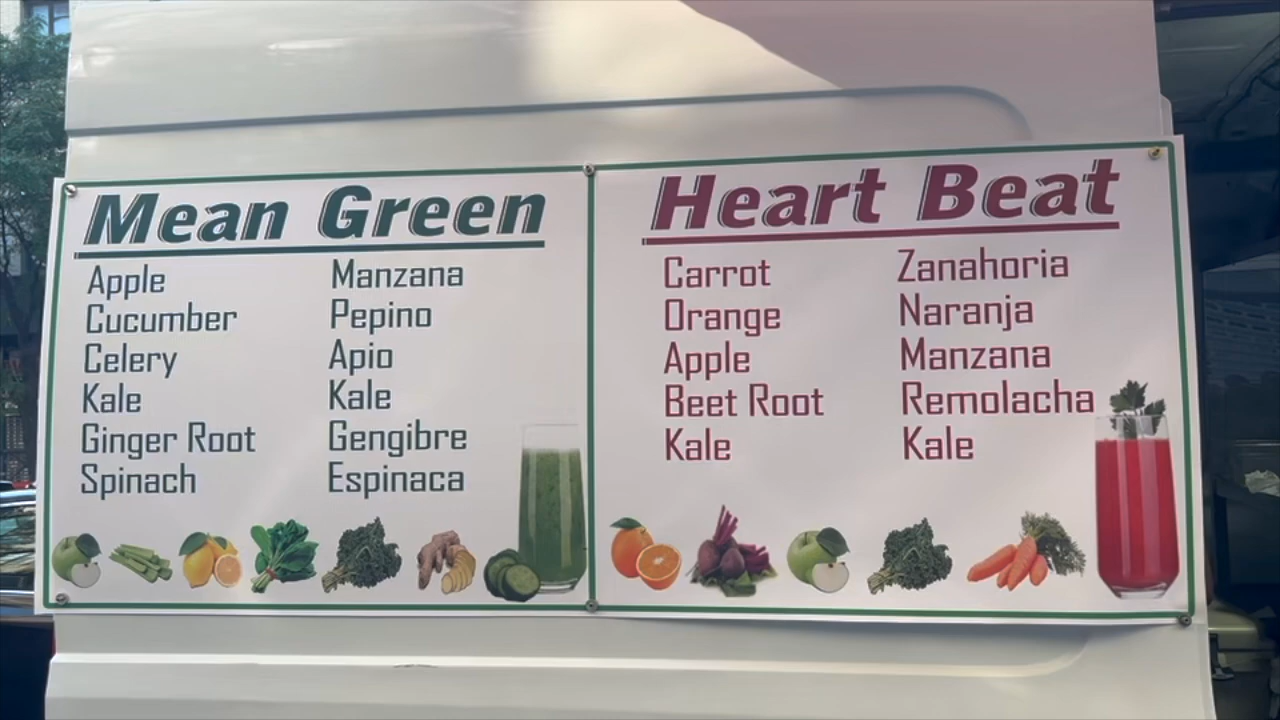 Mean Green
Apple
Cucumber
Celery
Kale
Ginger Root
Spinach
Manzana
Pepino
Apio
Kale
Gengibre
Espinaca
Heart Beat
Carrot
Orange
Apple
Beet Root
Kale
Zanahoria
Naranja
Manzana
Remolacha
Kale